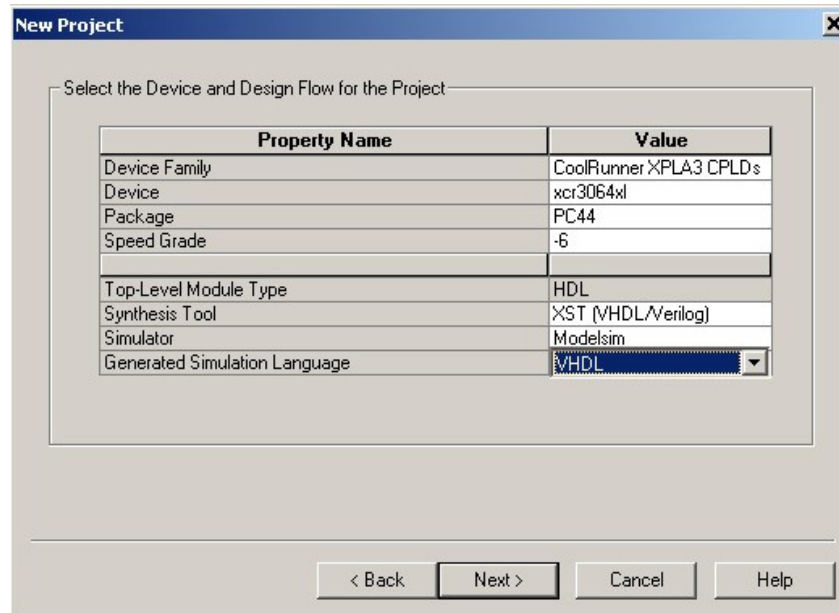 New Project
Select the Device and Design Flow for the Project
Property Name Value
Device Family CoolRunner XPLA3 CPLDs
Device xcr3064xl
Package PC44
Speed Grade -6
Top-Level Module Type HDL
Synthesis Tool XST (VHDL/Verilog)
Simulator Modelsim
Generated Simulation Language VHDL
< Back Next > Cancel Help